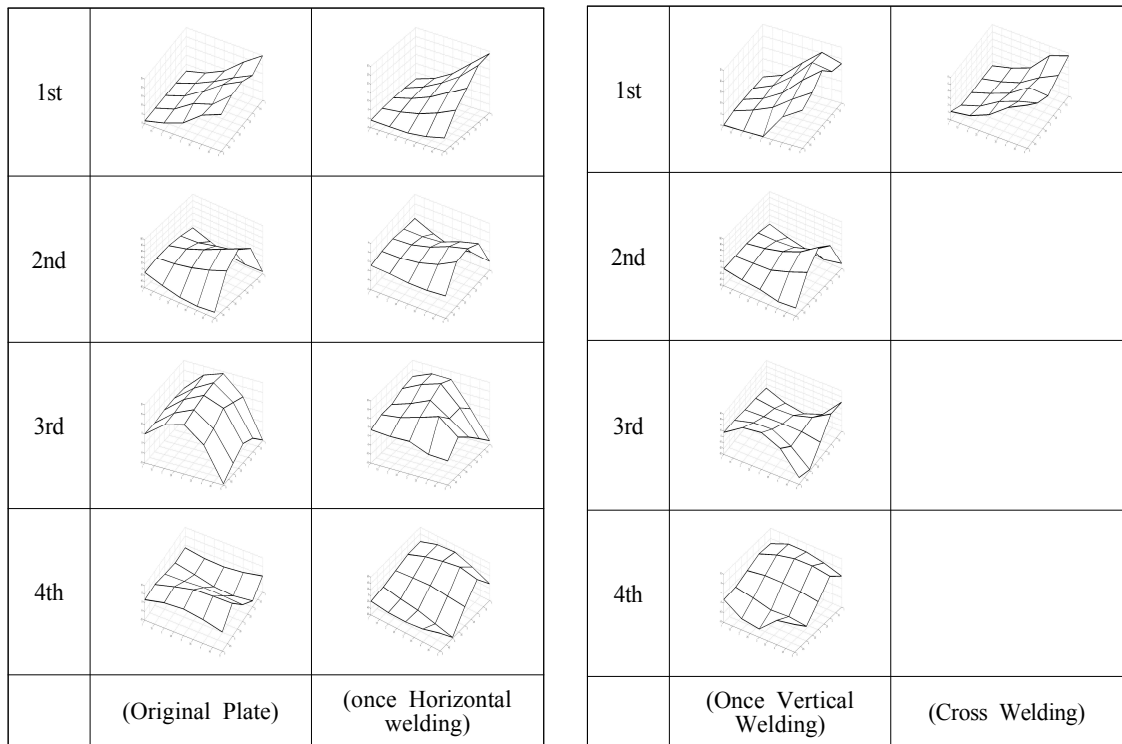 1st
2nd
3rd
4th
(Original Plate)
(once Horizontal
welding)
1st
2nd
3rd
4th
(Once Vertical
Welding)
(Cross Welding)